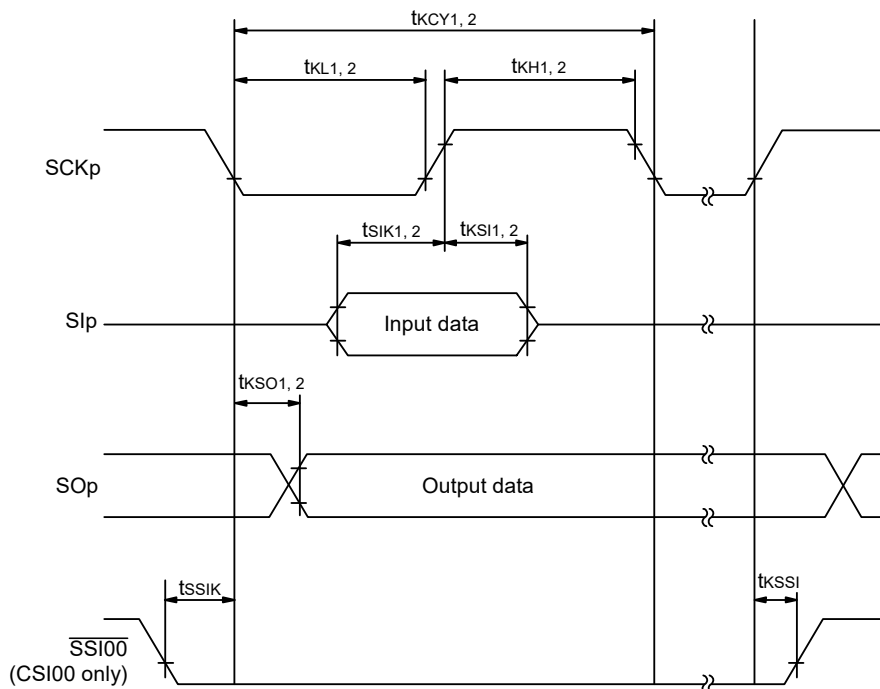 tKCY1, 2
tKL1, 2
tKH1, 2
SCKp
tSIK1, 2
tKSI1, 2
SIp
Input data
tKSO1, 2
SOp
Output data
tSSIK
tKSSI
SSI00
(CSI00 only)